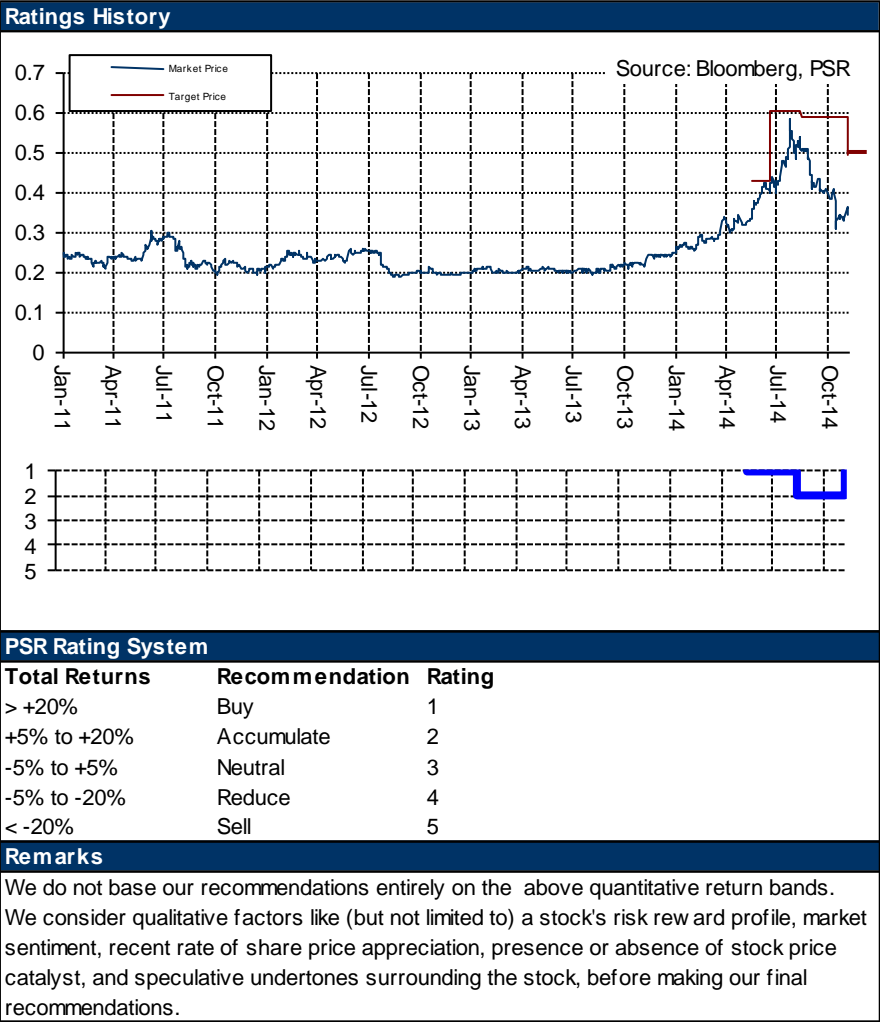 Ratings History
Source: Bloomberg, PSR
Market Price
Target Price
0.7
0.6
0.5
0.4
0.3
0.2
0.1
0
Jan-11
Apr-11
Jul-11
Oct-11
Jan-12
Apr-12
Jul-12
Oct-12
Jan-13
Apr-13
Jul-13
Oct-13
Jan-14
Apr-14
Jul-14
Oct-14
1
2
3
4
5
PSR Rating System
Total Returns Recommendation Rating
> +20% Buy 1
+5% to +20% Accumulate 2
-5% to +5% Neutral 3
-5% to -20% Reduce 4
< -20% Sell 5
Remarks
We do not base our recommendations entirely on the above quantitative return bands.
We consider qualitative factors like (but not limited to) a stock's risk reward profile, market
sentiment, recent rate of share price appreciation, presence or absence of stock price
catalyst, and speculative undertones surrounding the stock, before making our final
recommendations.